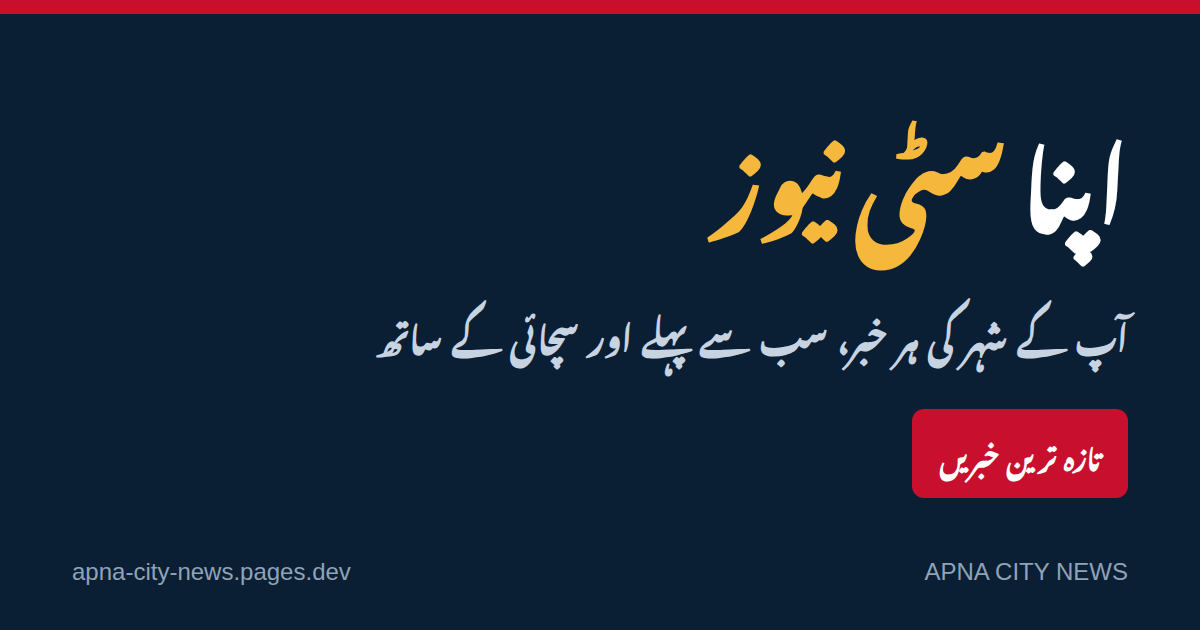 اپنا سٹی نیوز
آپ کے شہر کی ہر خبر، سب سے پہلے اور سچائی کے ساتھ
تازہ ترین خبریں
APNA CITY NEWS
apna-city-news.pages.dev